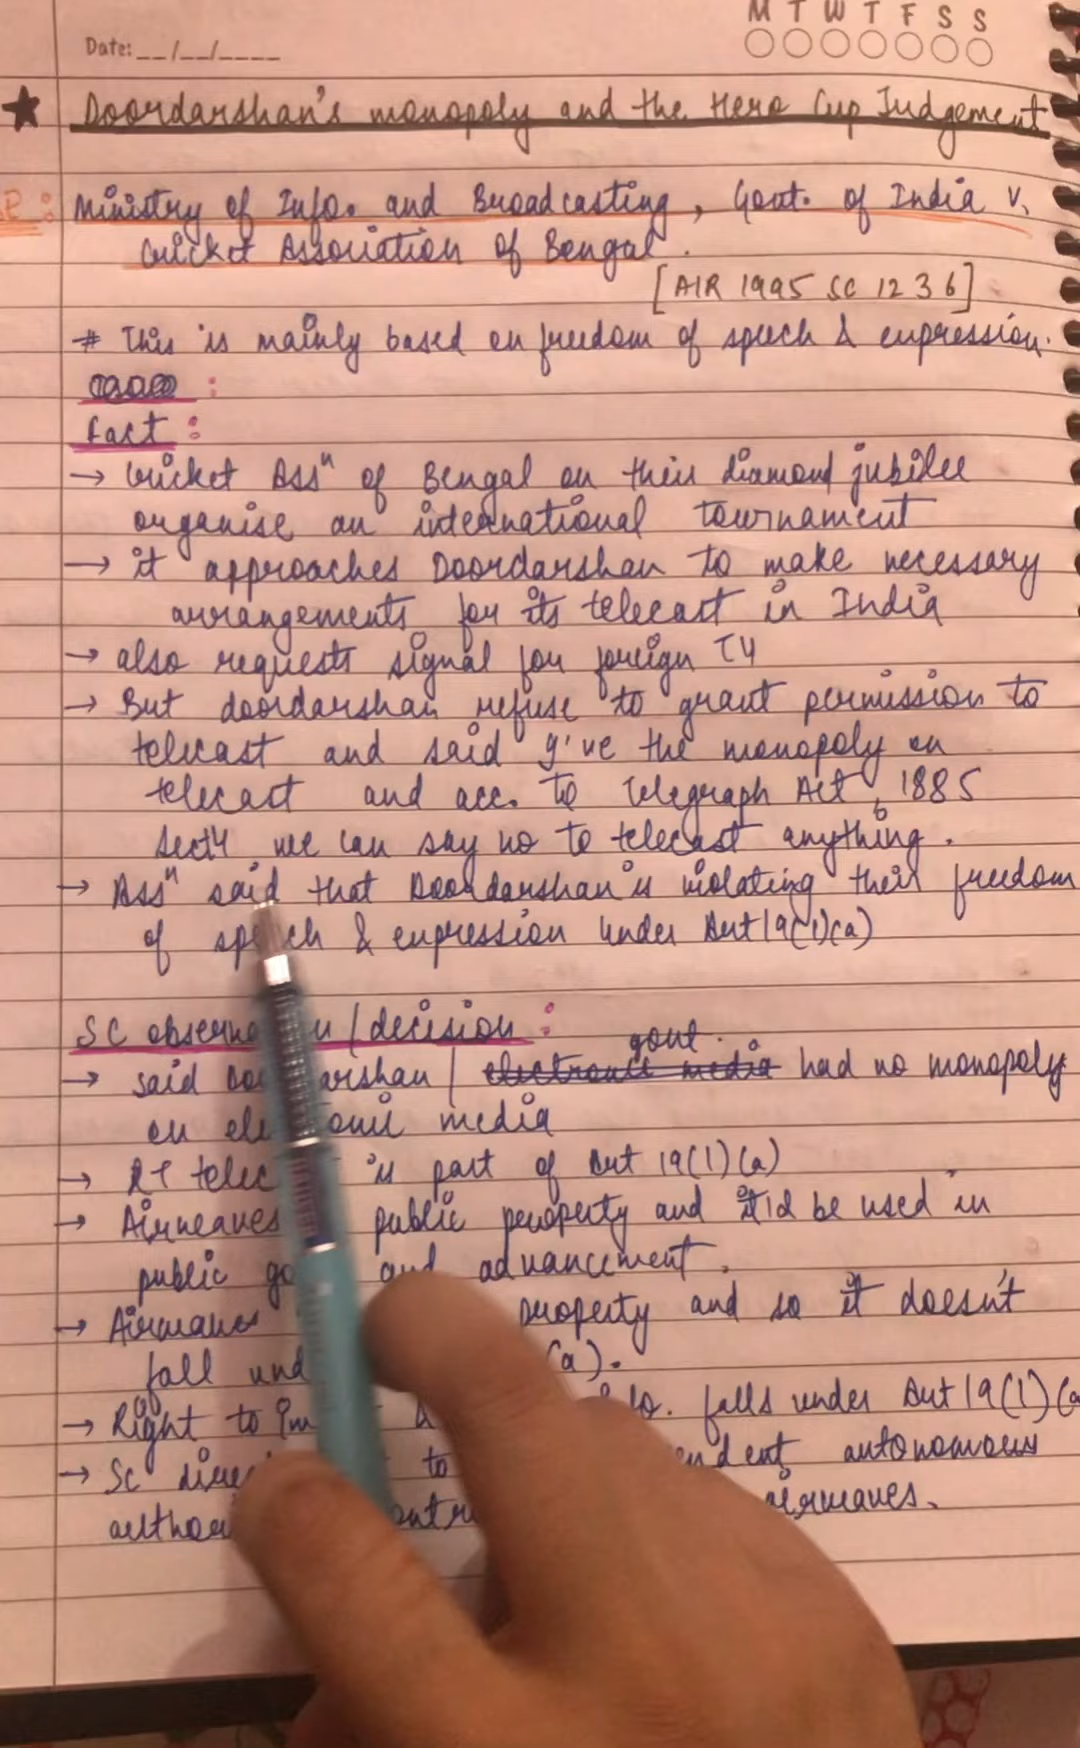 M T W T F S S
Date: __/__/____
★ Doordarshan's monopoly and the Hero Cup Judgement
Ministry of Info. and Broadcasting, Govt. of India v.
Cricket Association of Bengal.
[AIR 1995 SC 1236]
# This is mainly based on freedom of speech & expression.
:
Fact :
→ Cricket Assⁿ of Bengal on their diamond jubilee
organise an international tournament
→ it approaches Doordarshan to make necessary
arrangements for its telecast in India
→ also requests signal for foreign TV
→ But doordarshan refuse to grant permission to
telecast and said I've the monopoly on
telecast and acc. to Telegraph Act, 1885
Sect4 we can say no to telecast anything.
→ Assⁿ said that Doordarshan is violating their freedom
of speech & expression under Art 19(1)(a)
SC /decision :
→ said / electronic media govt. had no monopoly
on media
→ Rt is part of Art 19(1)(a)
→ Airwaves public property and be used in
public and advancement.
→ Airwaves property and so it doesn't
fall (a).
→ Right to falls under Art 19(1)(a
→ SC to autonomous
airwaves.